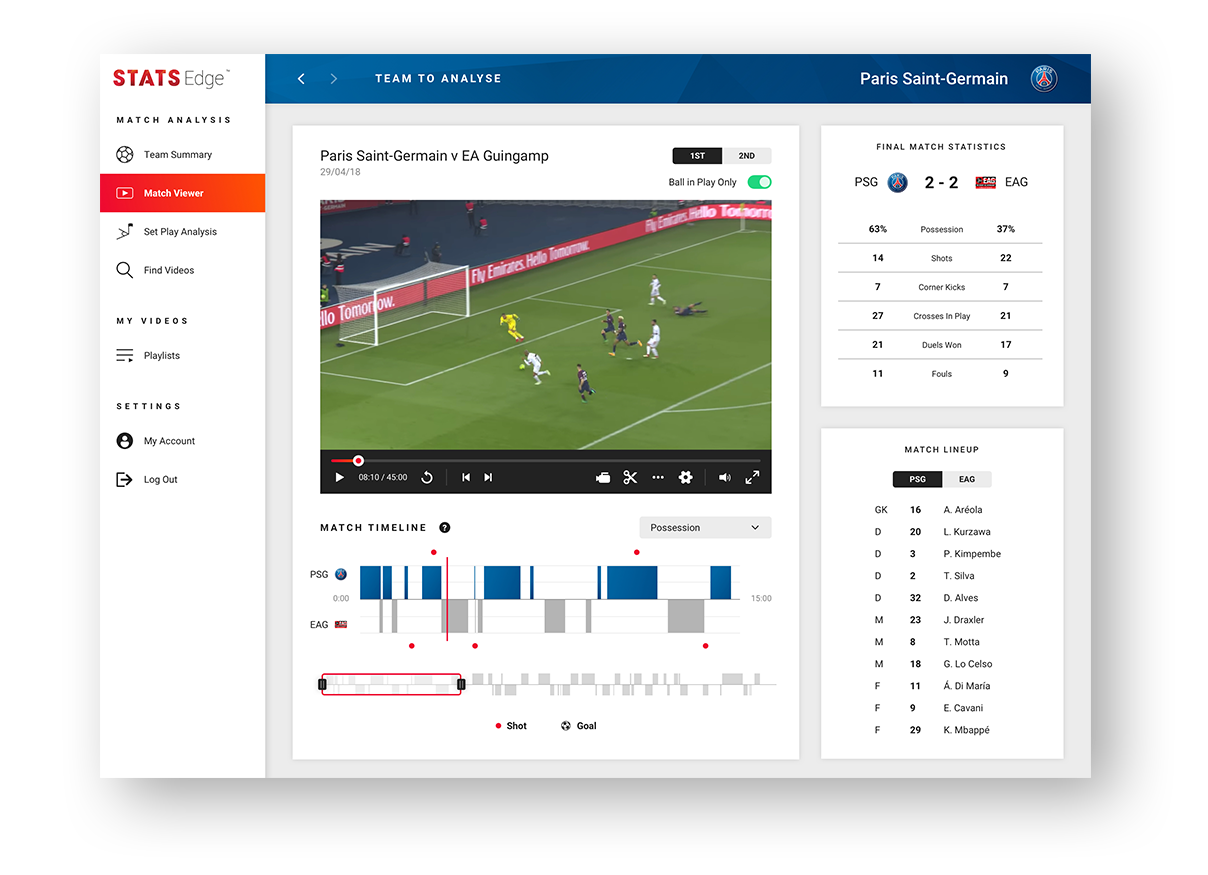 STATS Edge™
MATCH ANALYSIS
Team Summary
Match Viewer
Set Play Analysis
Find Videos
MY VIDEOS
Playlists
SETTINGS
My Account
Log Out
TEAM TO ANALYSE
Paris Saint-Germain
Paris Saint-Germain v EA Guingamp
29/04/18
1ST 2ND
Ball in Play Only
Fly Emirates. Hello Tomorrow.
Fly Emirates. Hello Tomorrow.
llo Tomorrow.
08:10 / 45:00
MATCH TIMELINE ?
Possession
PSG
0:00
15:00
EAG
Shot
Goal
FINAL MATCH STATISTICS
PSG 2 - 2 EAG
63% Possession 37%
14 Shots 22
7 Corner Kicks 7
27 Crosses In Play 21
21 Duels Won 17
11 Fouls 9
MATCH LINEUP
PSG EAG
GK 16 A. Aréola
D 20 L. Kurzawa
D 3 P. Kimpembe
D 2 T. Silva
D 32 D. Alves
M 23 J. Draxler
M 8 T. Motta
M 18 G. Lo Celso
F 11 Á. Di María
F 9 E. Cavani
F 29 K. Mbappé